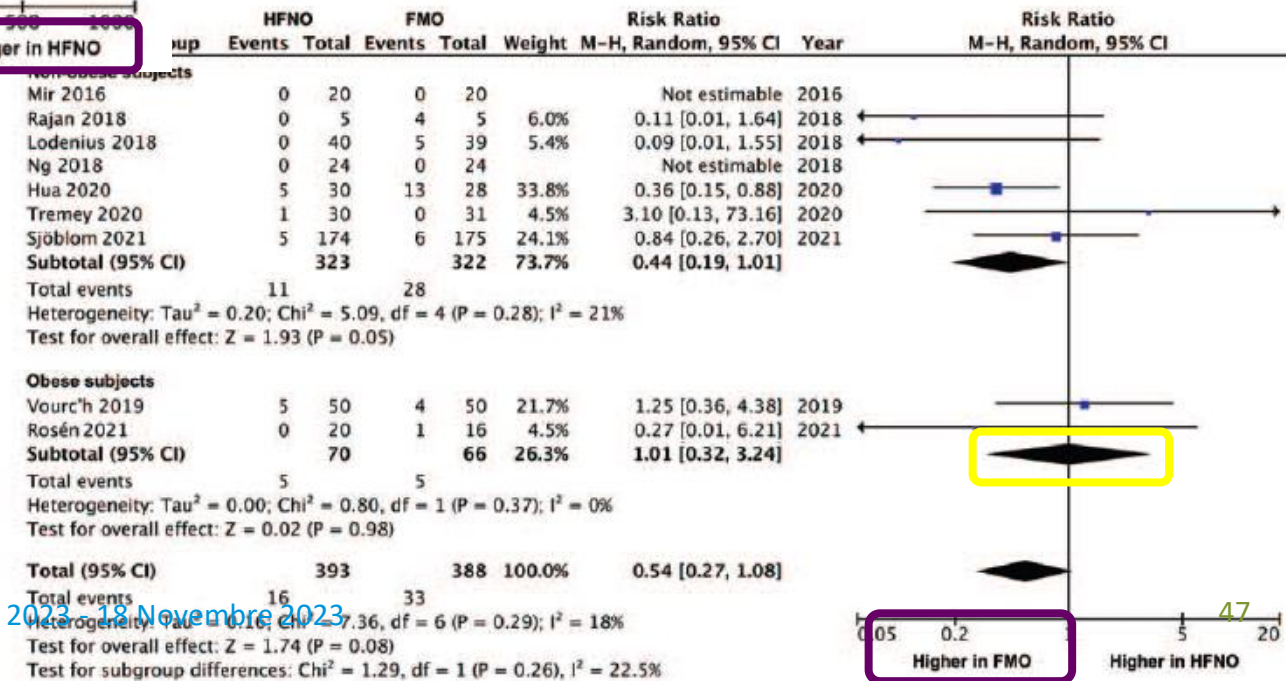 500 1000
er in HFNO
HFNO FMO Risk Ratio Risk Ratio
up Events Total Events Total Weight M-H, Random, 95% CI Year M-H, Random, 95% CI
Non-obese subjects
Mir 2016 0 20 0 20 Not estimable 2016
Rajan 2018 0 5 4 5 6.0% 0.11 [0.01, 1.64] 2018
Lodenius 2018 0 40 5 39 5.4% 0.09 [0.01, 1.55] 2018
Ng 2018 0 24 0 24 Not estimable 2018
Hua 2020 5 30 13 28 33.8% 0.36 [0.15, 0.88] 2020
Tremey 2020 1 30 0 31 4.5% 3.10 [0.13, 73.16] 2020
Sjöblom 2021 5 174 6 175 24.1% 0.84 [0.26, 2.70] 2021
Subtotal (95% CI) 323 322 73.7% 0.44 [0.19, 1.01]
Total events 11 28
Heterogeneity: Tau² = 0.20; Chi² = 5.09, df = 4 (P = 0.28); I² = 21%
Test for overall effect: Z = 1.93 (P = 0.05)
Obese subjects
Vourc'h 2019 5 50 4 50 21.7% 1.25 [0.36, 4.38] 2019
Rosén 2021 0 20 1 16 4.5% 0.27 [0.01, 6.21] 2021
Subtotal (95% CI) 70 66 26.3% 1.01 [0.32, 3.24]
Total events 5 5
Heterogeneity: Tau² = 0.00; Chi² = 0.80, df = 1 (P = 0.37); I² = 0%
Test for overall effect: Z = 0.02 (P = 0.98)
Total (95% CI) 393 388 100.0% 0.54 [0.27, 1.08]
Total events 16 33
2023 - 18 Novembre 2023
47
Heterogeneity: Tau² = 0.16; Chi² = 7.36, df = 6 (P = 0.29); I² = 18%
0.05 0.2 1 5 20
Test for overall effect: Z = 1.74 (P = 0.08)
Higher in FMO Higher in HFNO
Test for subgroup differences: Chi² = 1.29, df = 1 (P = 0.26), I² = 22.5%